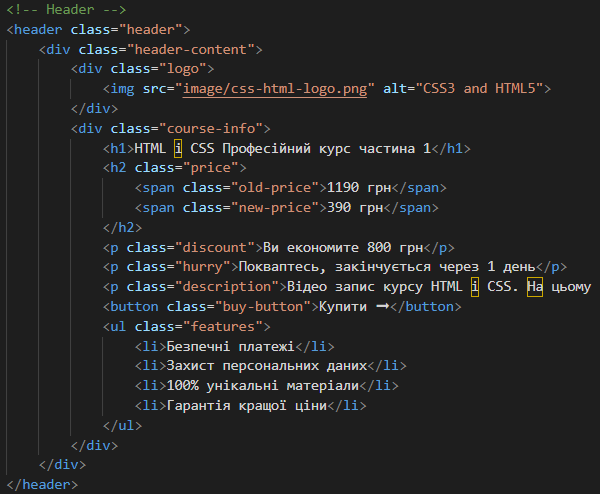 <!-- Header -->
<header class="header">
<div class="header-content">
<div class="logo">
<img src="image/css-html-logo.png" alt="CSS3 and HTML5">
</div>
<div class="course-info">
<h1>HTML і CSS Професійний курс частина 1</h1>
<h2 class="price">
<span class="old-price">1190 грн</span>
<span class="new-price">390 грн</span>
</h2>
<p class="discount">Ви економите 800 грн</p>
<p class="hurry">Покваптесь, закінчується через 1 день</p>
<p class="description">Відео запис курсу HTML і CSS. На цьому
<button class="buy-button">Купити ➞</button>
<ul class="features">
<li>Безпечні платежі</li>
<li>Захист персональних даних</li>
<li>100% унікальні матеріали</li>
<li>Гарантія кращої ціни</li>
</ul>
</div>
</div>
</header>